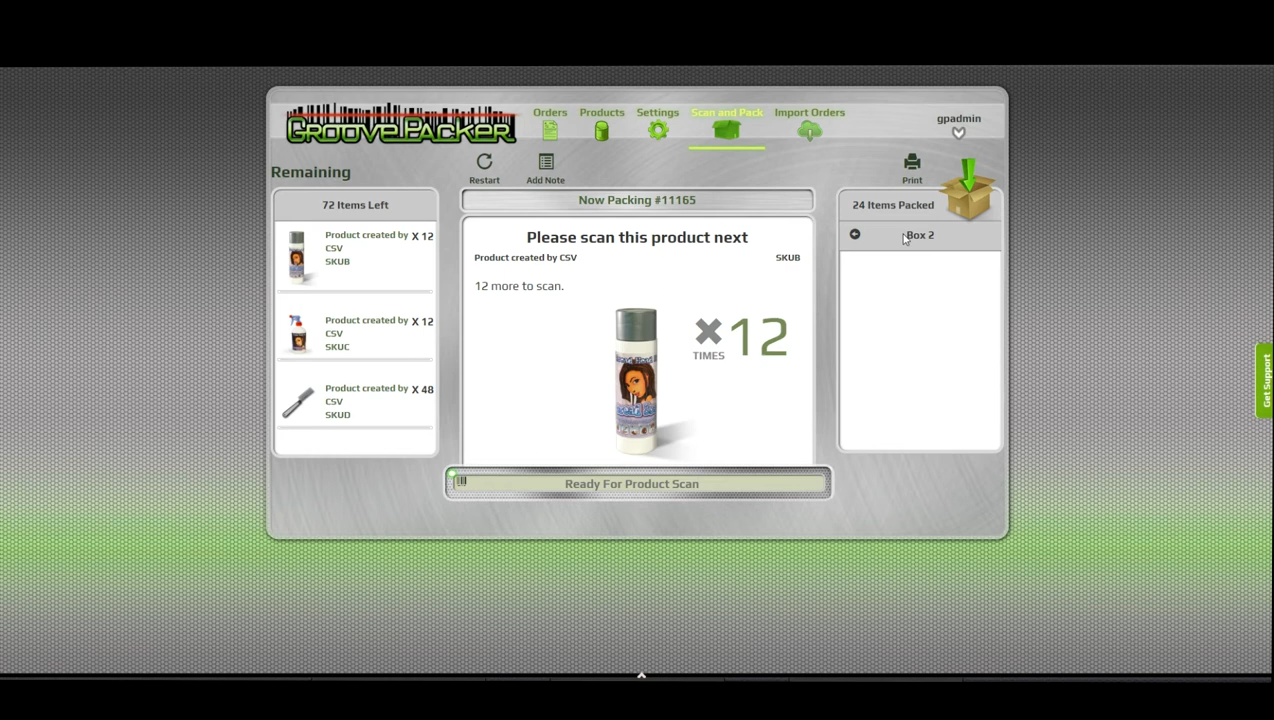 GROOVEPACKER
Orders
Products
Settings
Scan and Pack
Import Orders
gpadmin
Remaining
Restart
Add Note
Print
72 Items Left
Product created by X 12
CSV
SKUB
Product created by X 12
CSV
SKUC
Product created by X 48
CSV
SKUD
Now Packing #11165
Please scan this product next
Product created by CSV SKUB
12 more to scan.
TIMES
12
Ready For Product Scan
24 Items Packed
Box 2
Get Support